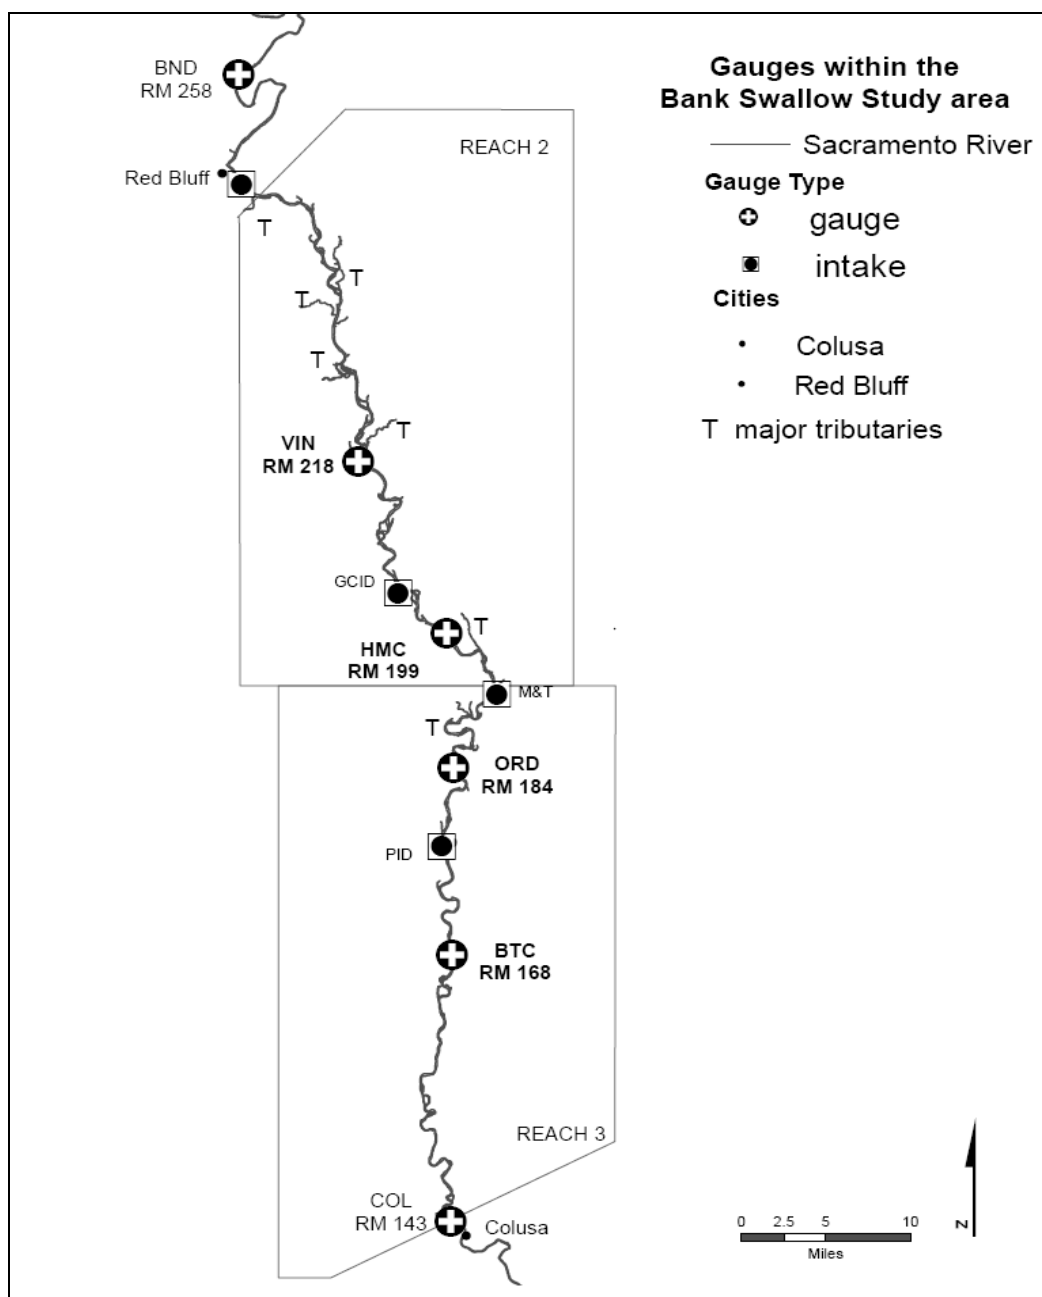 Gauges within the
Bank Swallow Study area
Sacramento River
Gauge Type
gauge
intake
Cities
Colusa
Red Bluff
T major tributaries
BND
RM 258
REACH 2
Red Bluff
T
T
T
T
T
VIN
RM 218
GCID
T
HMC
RM 199
M&T
T
ORD
RM 184
PID
BTC
RM 168
REACH 3
COL
RM 143
Colusa
0 2.5 5 10
Miles
N